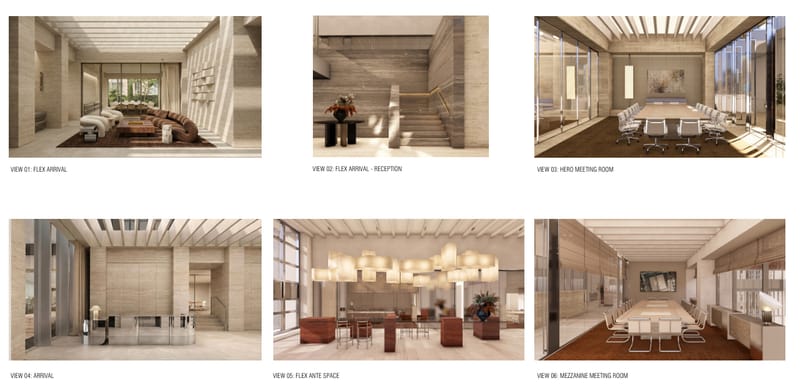 VIEW 01: FLEX ARRIVAL
VIEW 02: FLEX ARRIVAL - RECEPTION
VIEW 03: HERO MEETING ROOM
VIEW 04: ARRIVAL
VIEW 05: FLEX ANTE SPACE
VIEW 06: MEZZANINE MEETING ROOM